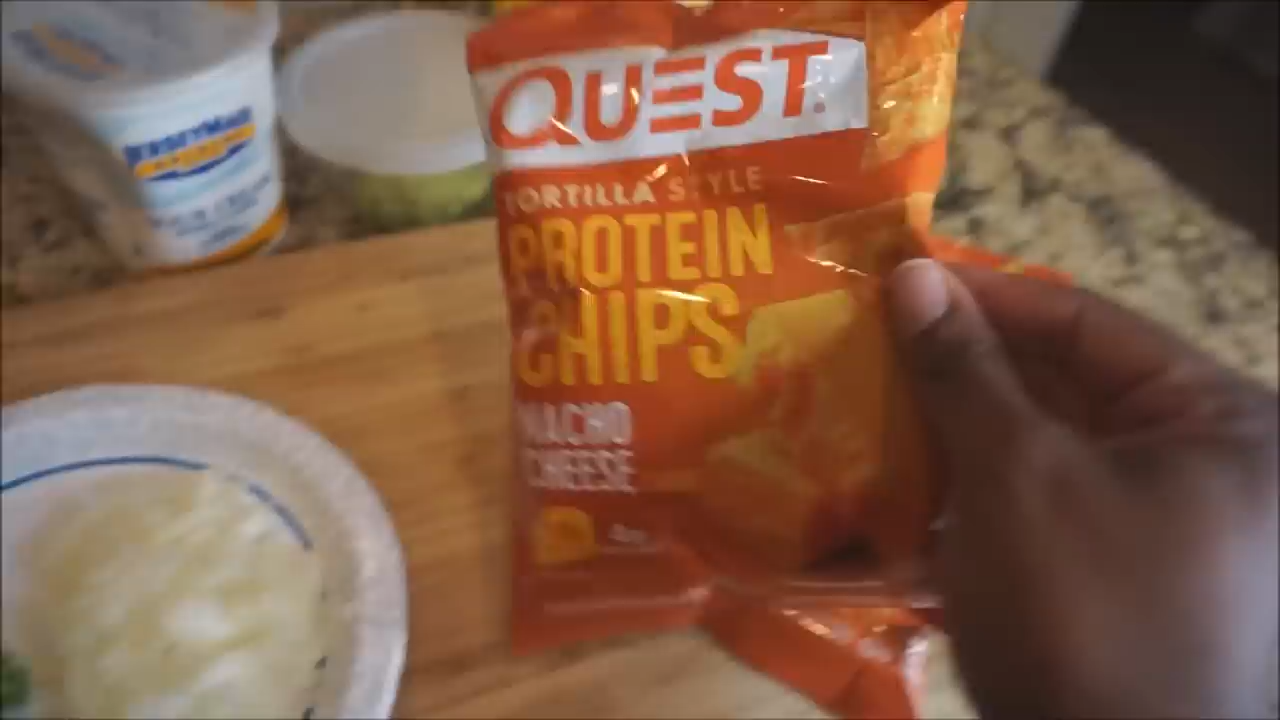 QUEST
TORTILLA STYLE
PROTEIN
CHIPS
NACHO
CHEESE